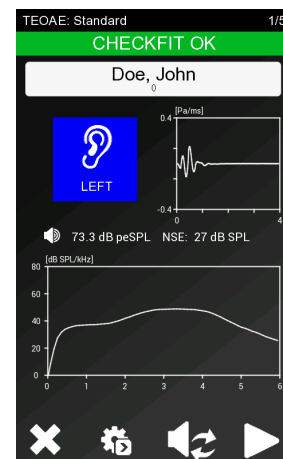 TEOAE: Standard 1/5
CHECKFIT OK
Doe, John
0
LEFT
[Pa/ms]
0.4
-0.4
0 4
73.3 dB peSPL NSE: 27 dB SPL
[dB SPL/kHz]
80
60
40
20
0
0 1 2 3 4 5 6